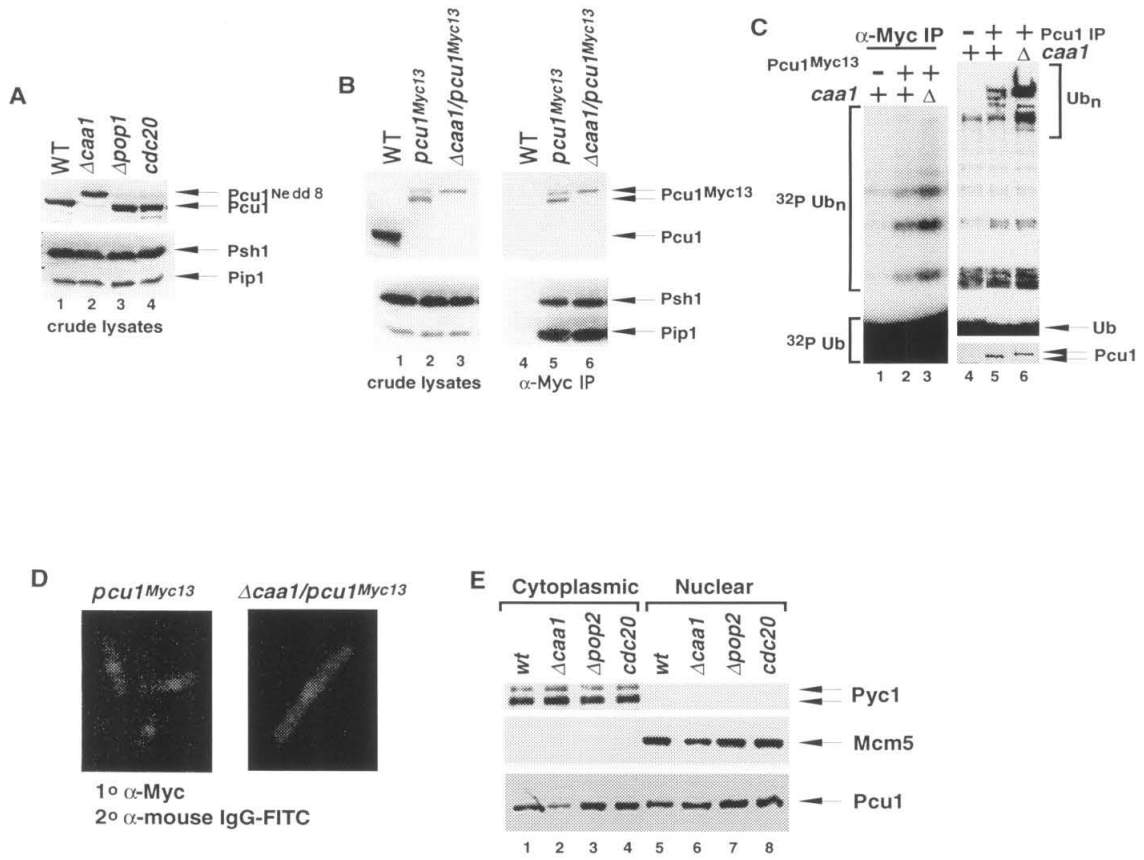 A
WT
Δcaa1
Δpop1
cdc20
Pcu1Nedd 8
Pcu1
Psh1
Pip1
1 2 3 4
crude lysates
B
WT
pcu1Myc13
Δcaa1/pcu1Myc13
WT
pcu1Myc13
Δcaa1/pcu1Myc13
Pcu1Myc13
Pcu1
Psh1
Pip1
1 2 3
4 5 6
crude lysates
α-Myc IP
C
α-Myc IP
Pcu1Myc13 - + +
caa1 + + Δ
- + + Pcu1 IP
+ + Δ caa1
Ubn
32P Ubn
32P Ub
Ub
Pcu1
1 2 3
4 5 6
D
pcu1Myc13
Δcaa1/pcu1Myc13
1o α-Myc
2o α-mouse IgG-FITC
E
Cytoplasmic
Nuclear
wt
Δcaa1
Δpop2
cdc20
wt
Δcaa1
Δpop2
cdc20
Pyc1
Mcm5
Pcu1
1 2 3 4 5 6 7 8